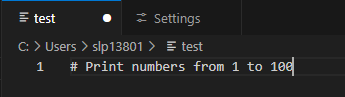 test Settings
C: > Users > slp13801 > test
1 # Print numbers from 1 to 100